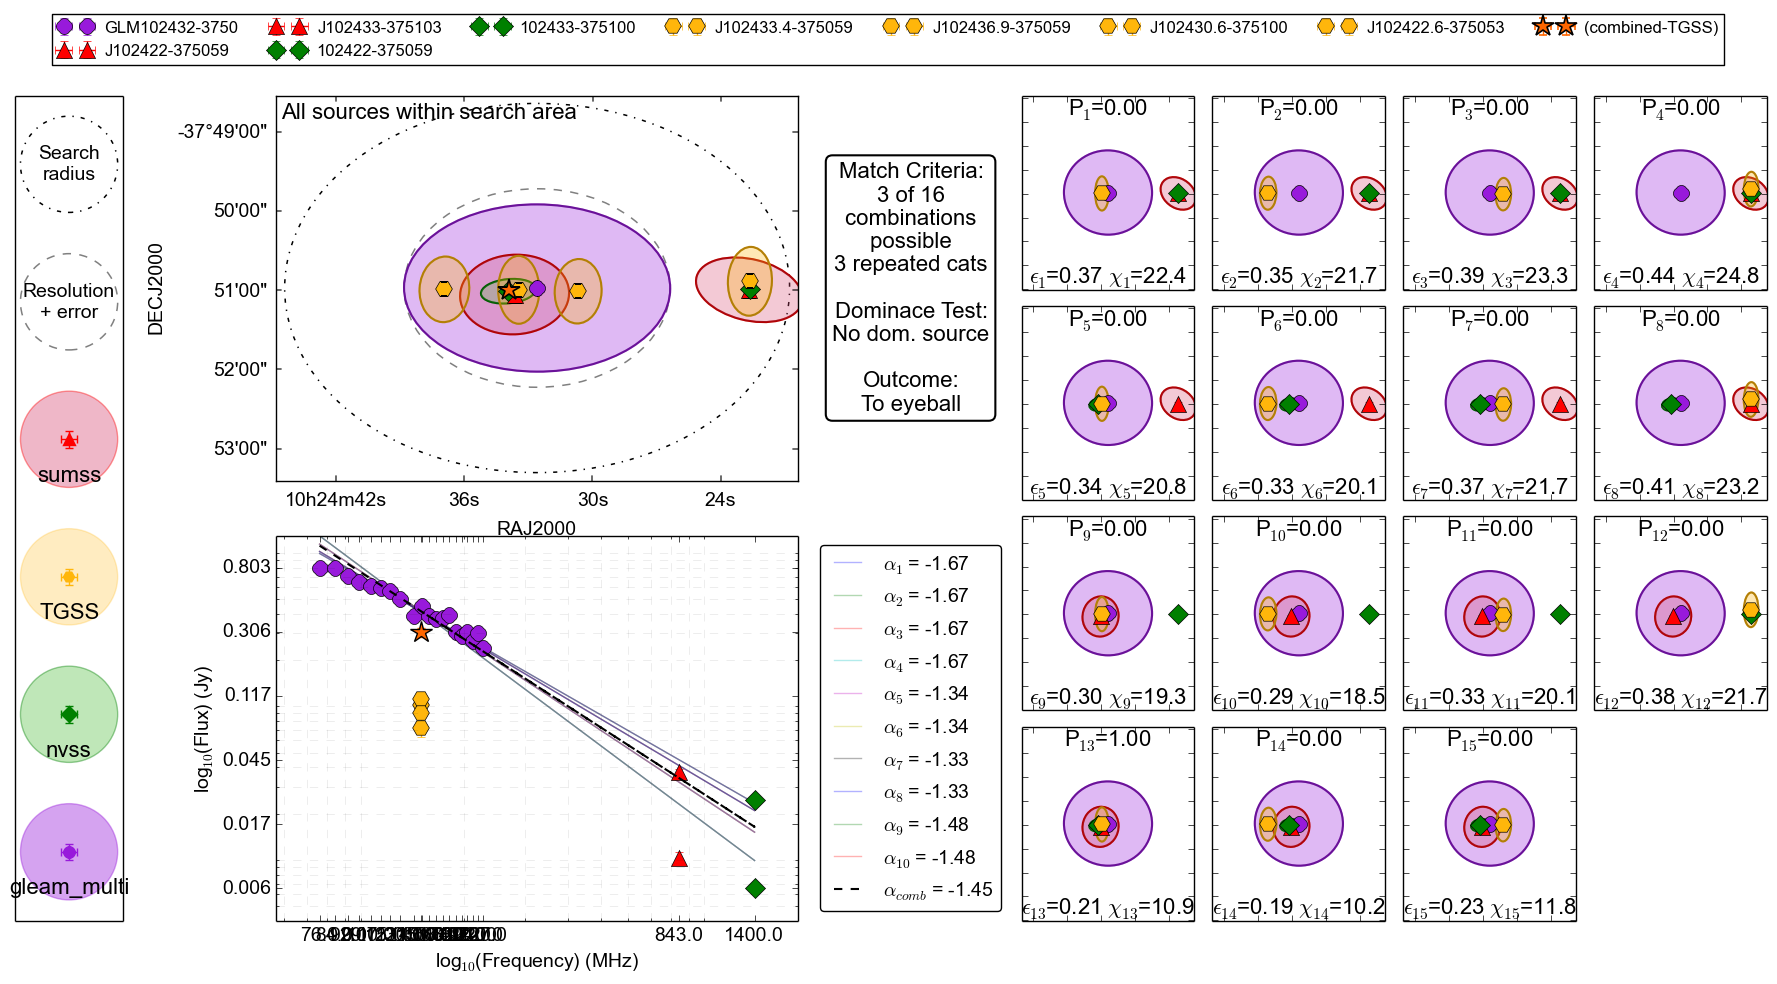 GLM102432-3750 J102433-375103 102433-375100 J102433.4-375059 J102436.9-375059 J102430.6-375100 J102422.6-375053 (combined-TGSS)
J102422-375059 102422-375059
Search
radius
Resolution
+ error
sumss
TGSS
nvss
gleam_multi
All sources within search area
DECJ2000
-37°49'00"
50'00"
51'00"
52'00"
53'00"
10h24m42s 36s 30s 24s
RAJ2000
Match Criteria:
3 of 16
combinations
possible
3 repeated cats
Dominace Test:
No dom. source
Outcome:
To eyeball
log10(Flux) (Jy)
0.803
0.306
0.117
0.045
0.017
0.006
843.0 1400.0
log10(Frequency) (MHz)
α1 = -1.67
α2 = -1.67
α3 = -1.67
α4 = -1.67
α5 = -1.34
α6 = -1.34
α7 = -1.33
α8 = -1.33
α9 = -1.48
α10 = -1.48
αcomb = -1.45
P1=0.00 P2=0.00 P3=0.00 P4=0.00
ϵ1=0.37 χ1=22.4 ϵ2=0.35 χ2=21.7 ϵ3=0.39 χ3=23.3 ϵ4=0.44 χ4=24.8
P5=0.00 P6=0.00 P7=0.00 P8=0.00
ϵ5=0.34 χ5=20.8 ϵ6=0.33 χ6=20.1 ϵ7=0.37 χ7=21.7 ϵ8=0.41 χ8=23.2
P9=0.00 P10=0.00 P11=0.00 P12=0.00
ϵ9=0.30 χ9=19.3 ϵ10=0.29 χ10=18.5 ϵ11=0.33 χ11=20.1 ϵ12=0.38 χ12=21.7
P13=1.00 P14=0.00 P15=0.00
ϵ13=0.21 χ13=10.9 ϵ14=0.19 χ14=10.2 ϵ15=0.23 χ15=11.8